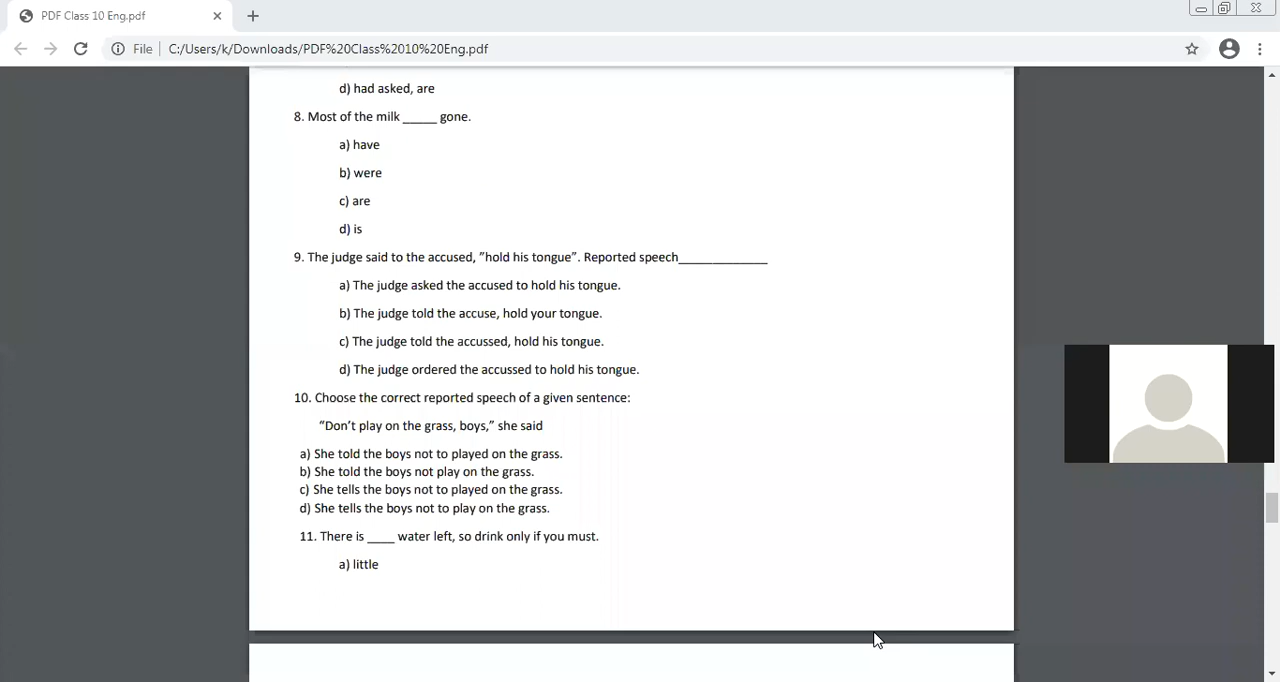 PDF Class 10 Eng.pdf
File
C:/Users/k/Downloads/PDF%20Class%2010%20Eng.pdf
d) had asked, are
8. Most of the milk _____ gone.
a) have
b) were
c) are
d) is
9. The judge said to the accused, ”hold his tongue”. Reported speech_____________
a) The judge asked the accused to hold his tongue.
b) The judge told the accuse, hold your tongue.
c) The judge told the accussed, hold his tongue.
d) The judge ordered the accussed to hold his tongue.
10. Choose the correct reported speech of a given sentence:
“Don’t play on the grass, boys,” she said
a) She told the boys not to played on the grass.
b) She told the boys not play on the grass.
c) She tells the boys not to played on the grass.
d) She tells the boys not to play on the grass.
11. There is ____ water left, so drink only if you must.
a) little